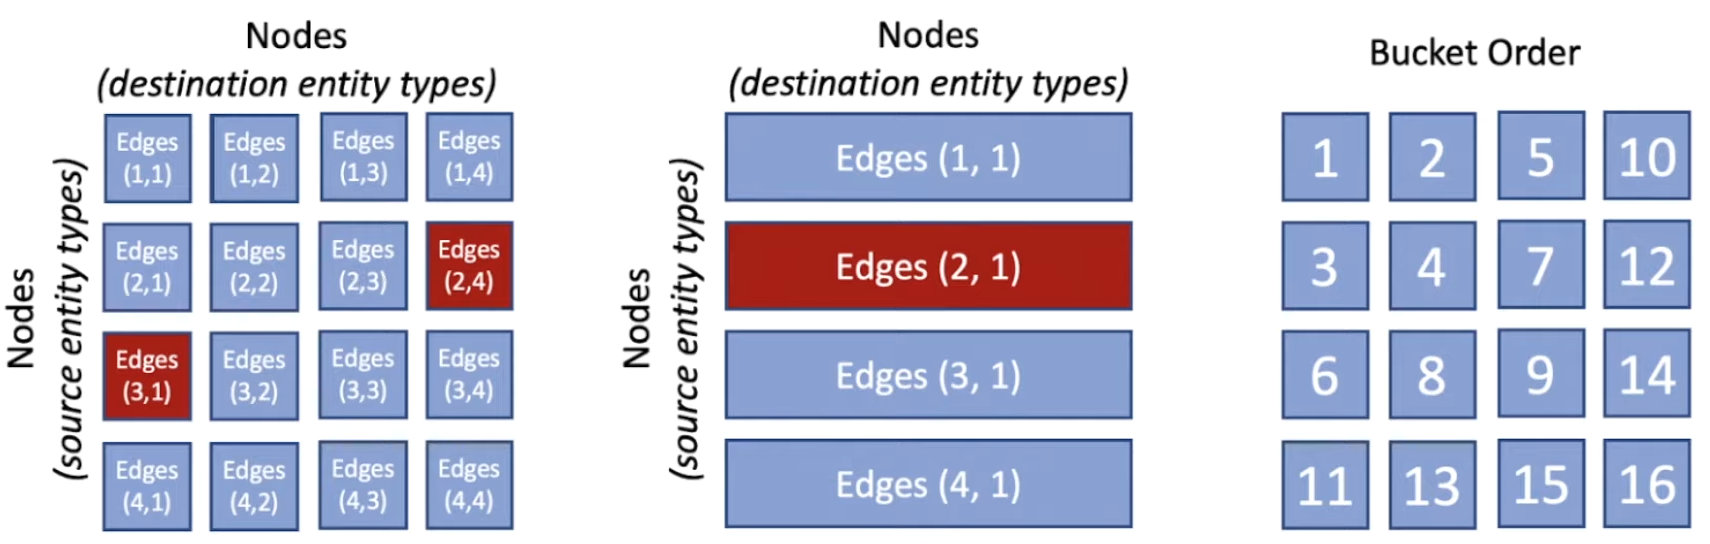 Nodes
(destination entity types)
Nodes
(source entity types)
Edges
(1,1)
Edges
(1,2)
Edges
(1,3)
Edges
(1,4)
Edges
(2,1)
Edges
(2,2)
Edges
(2,3)
Edges
(2,4)
Edges
(3,1)
Edges
(3,2)
Edges
(3,3)
Edges
(3,4)
Edges
(4,1)
Edges
(4,2)
Edges
(4,3)
Edges
(4,4)
Nodes
(destination entity types)
Nodes
(source entity types)
Edges (1, 1)
Edges (2, 1)
Edges (3, 1)
Edges (4, 1)
Bucket Order
1 2 5 10
3 4 7 12
6 8 9 14
11 13 15 16